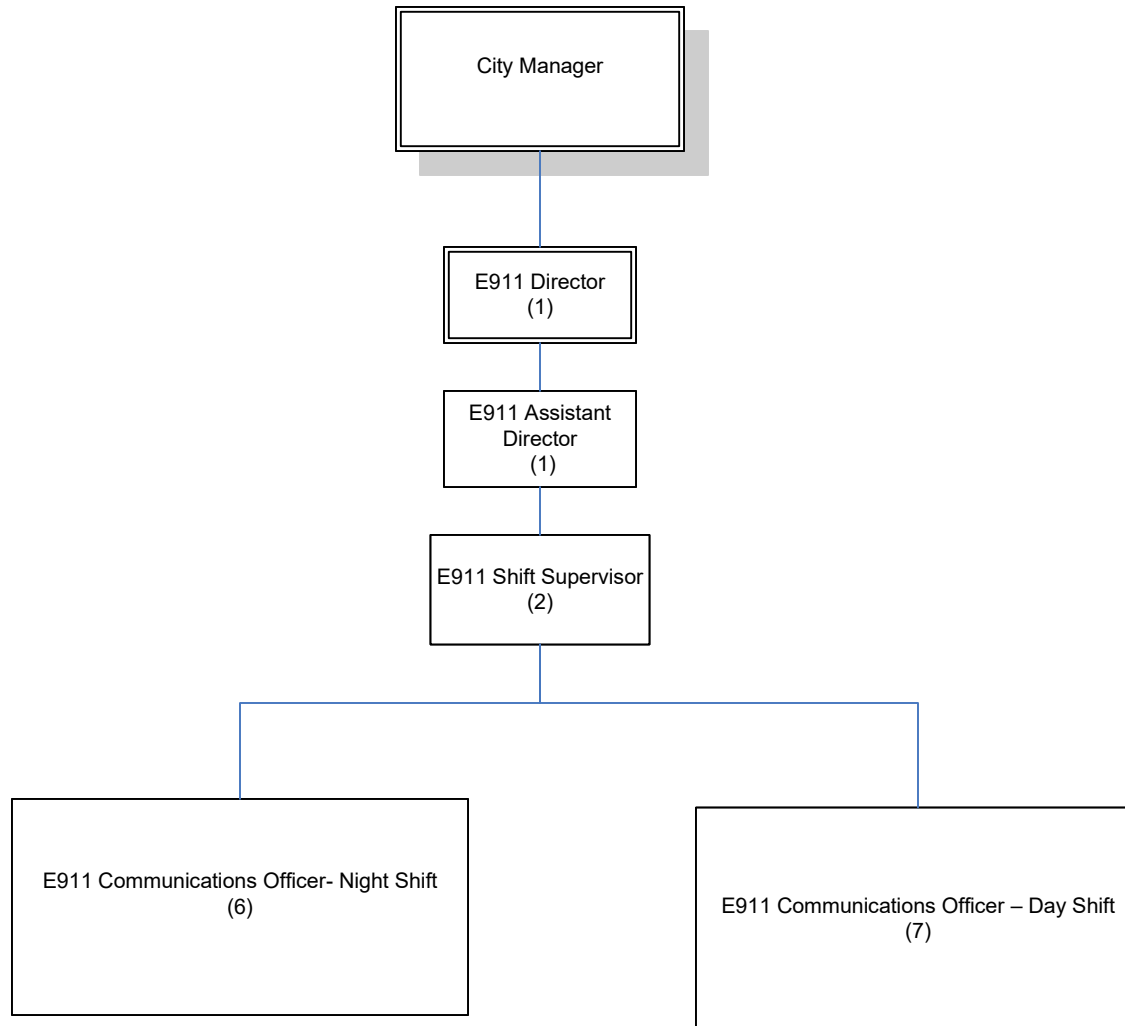 City Manager
E911 Director
(1)
E911 Assistant
Director
(1)
E911 Shift Supervisor
(2)
E911 Communications Officer- Night Shift
(6)
E911 Communications Officer – Day Shift
(7)